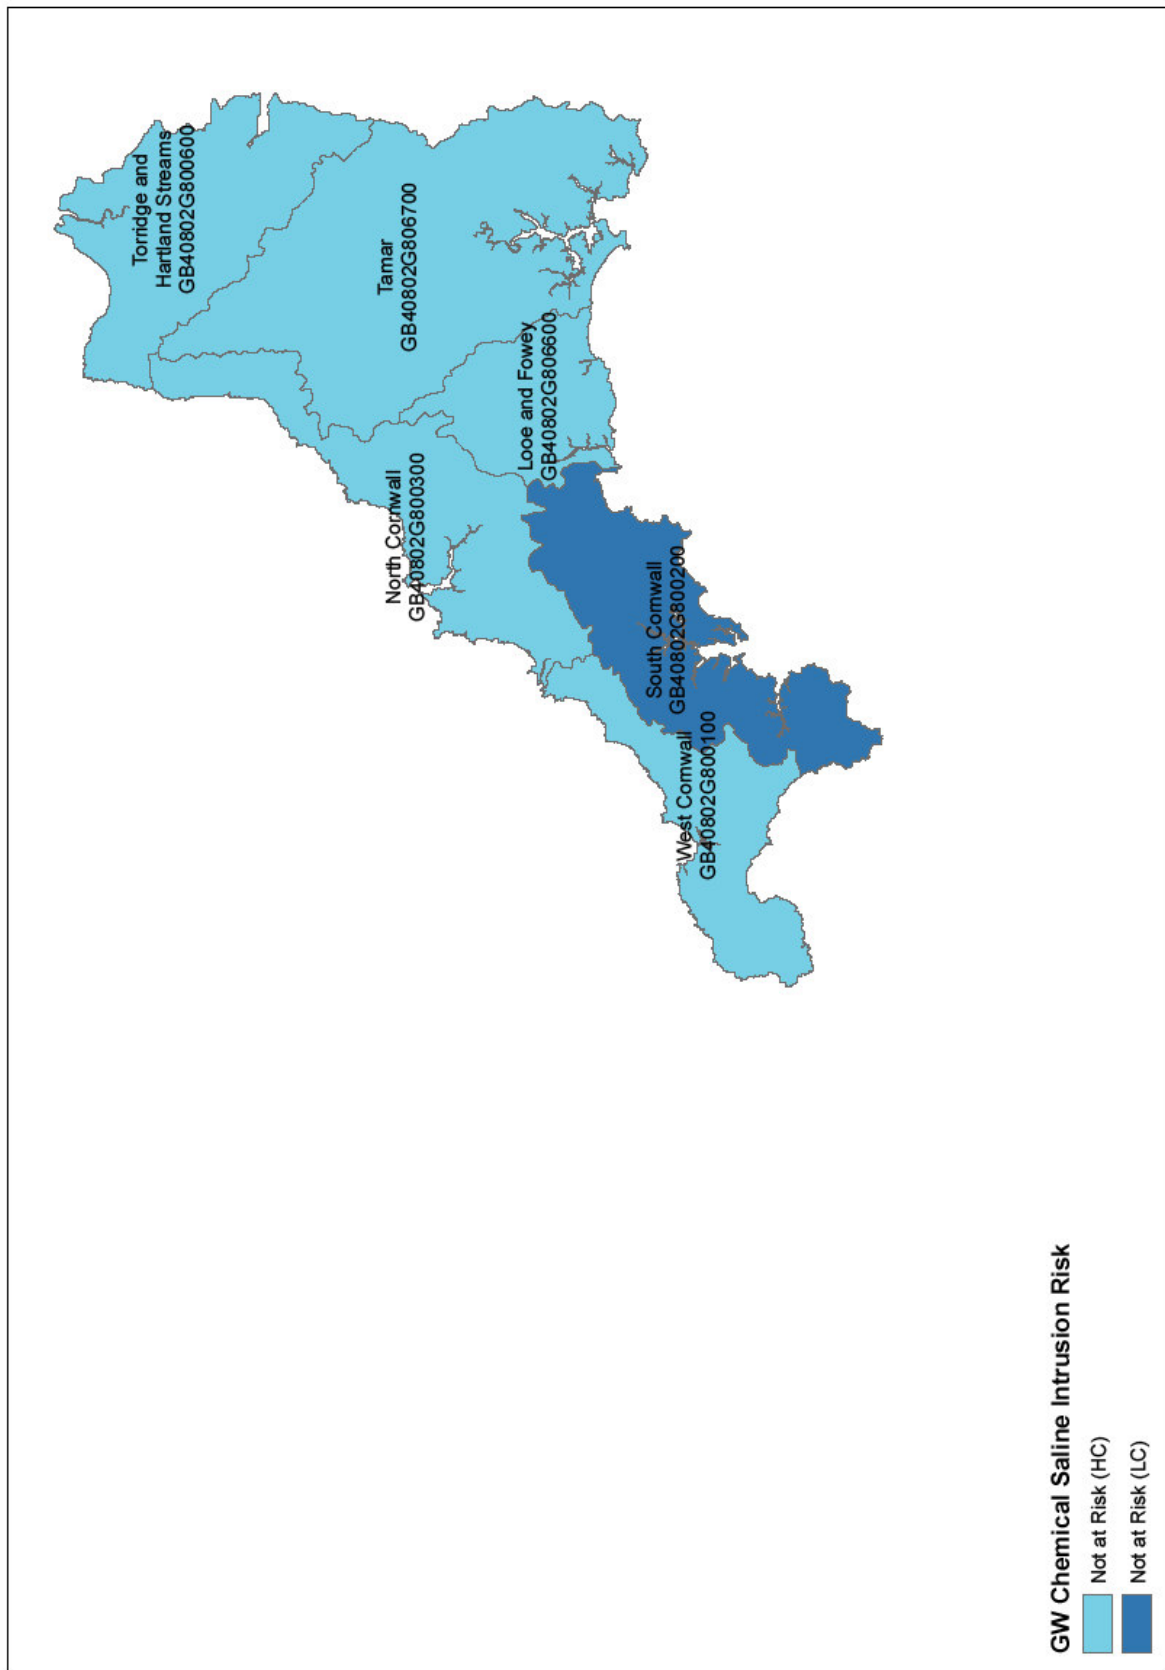 Torridge and
Hartland Streams
GB40802G800600
Tamar
GB40802G806700
North Cornwall
GB40802G800300
Looe and Fowey
GB40802G806600
South Cornwall
GB40802G800200
West Cornwall
GB40802G800100
GW Chemical Saline Intrusion Risk
Not at Risk (HC)
Not at Risk (LC)